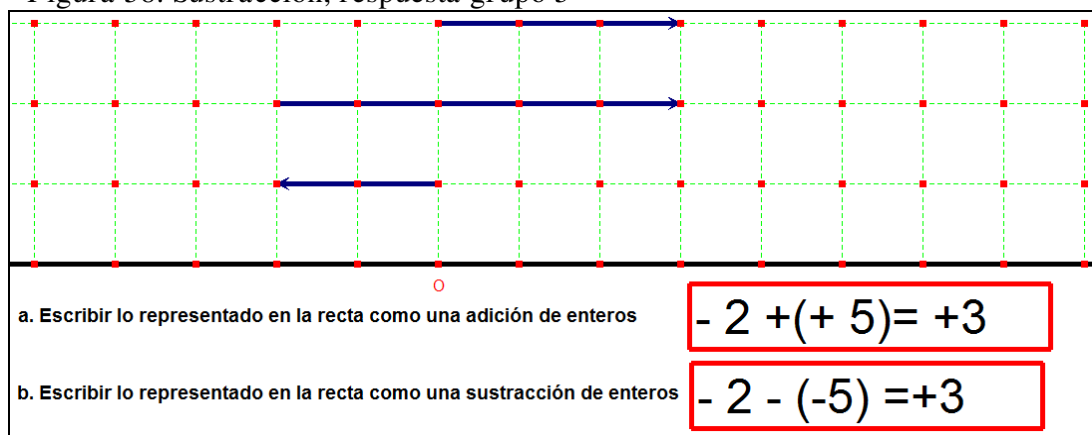 Figura 38. Sustracción, respuesta grupo 3
O
a. Escribir lo representado en la recta como una adición de enteros
- 2 +(+ 5)= +3
b. Escribir lo representado en la recta como una sustracción de enteros
- 2 - (-5) =+3